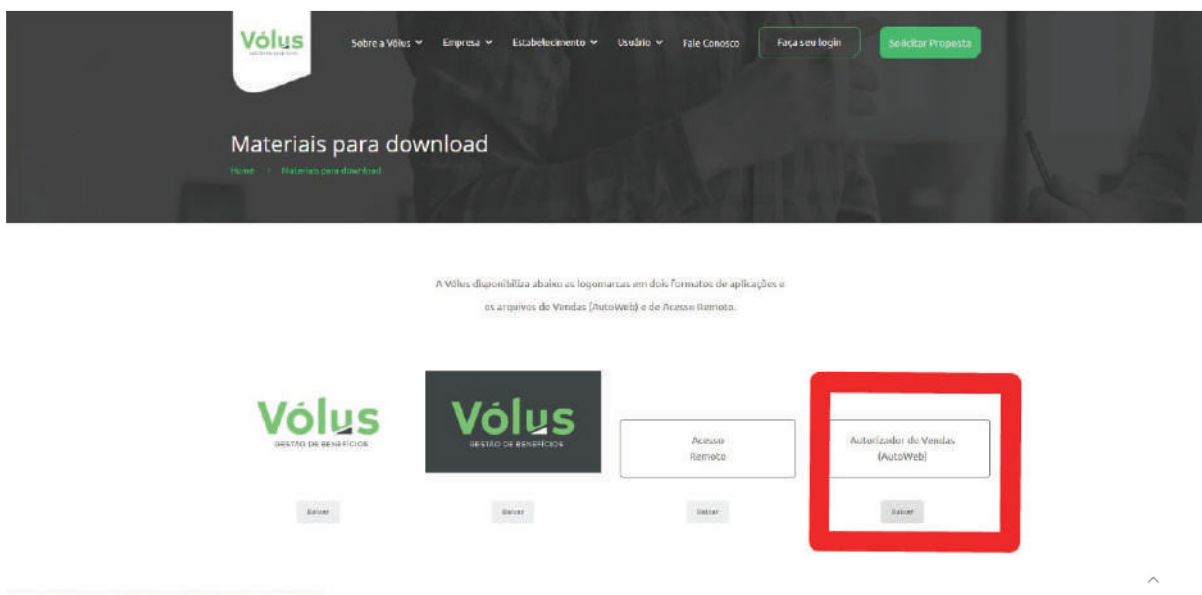 Vólus
Sobre a Vólus Empresa Estabelecimento Usuário Fale Conosco Faça seu login Solicitar Proposta
Materiais para download
Home > Materiais para download
A Vólus disponibiliza abaixo as logomarcas em dois formatos de aplicações e
os arquivos de Vendas (AutoWeb) e de Acesso Remoto.
Vólus
GESTÃO DE BENEFÍCIOS
Baixar
Vólus
GESTÃO DE BENEFÍCIOS
Baixar
Acesso
Remoto
Baixar
Autorizador de Vendas
(AutoWeb)
Baixar